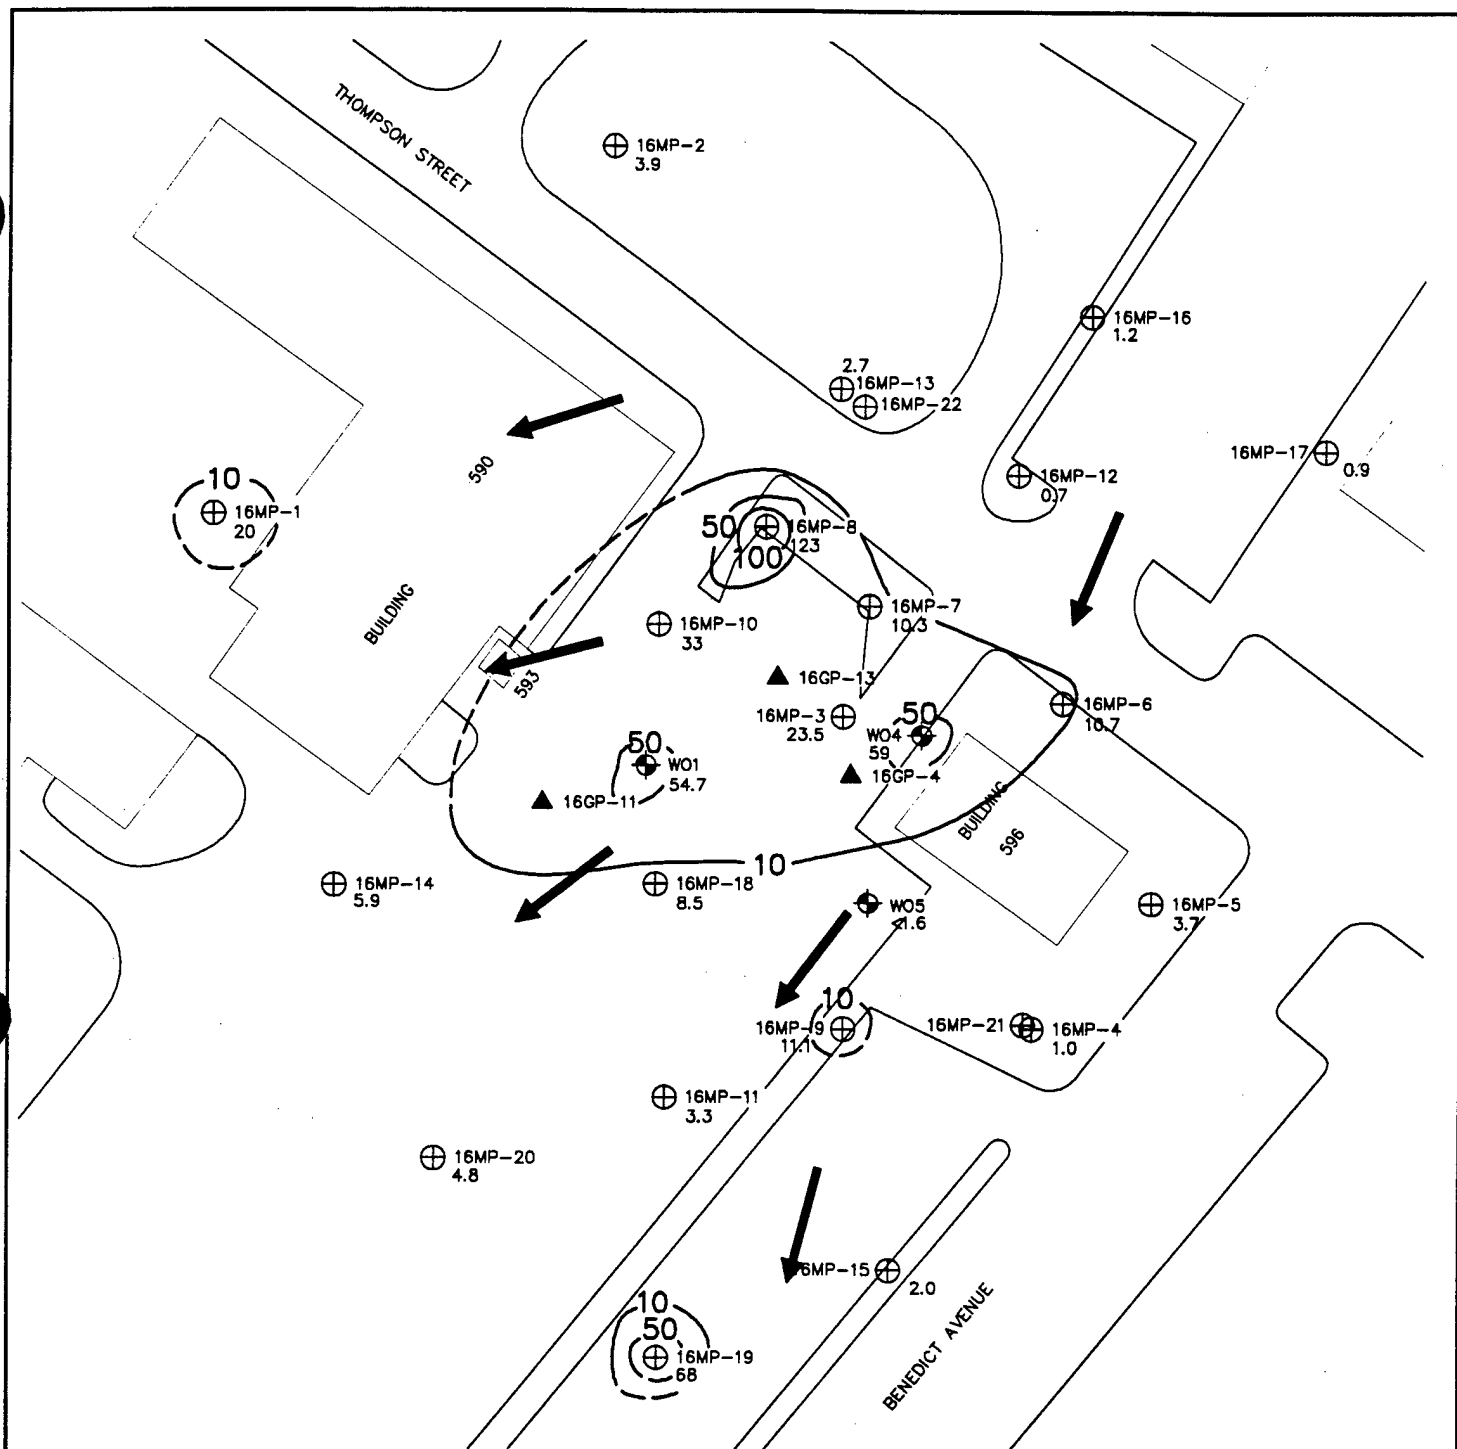 THOMPSON STREET
16MP-2
3.9
16MP-16
1.2
2.7
16MP-13
16MP-22
16MP-17
0.9
16MP-12
0.7
590
10
16MP-1
20
50
16MP-8
123
100
BUILDING
16MP-7
10.3
16MP-10
33
593
16GP-13
16MP-3
23.5
50
W04
59
16MP-6
10.7
50
W01
54.7
16GP-4
16GP-11
BUILDING
596
10
16MP-14
5.9
16MP-18
8.5
W05
<1.6
16MP-5
3.7
10
16MP-9
11.1
16MP-21
16MP-4
1.0
16MP-11
3.3
16MP-20
4.8
16MP-15
2.0
10
50
16MP-19
68
BENEDICT AVENUE